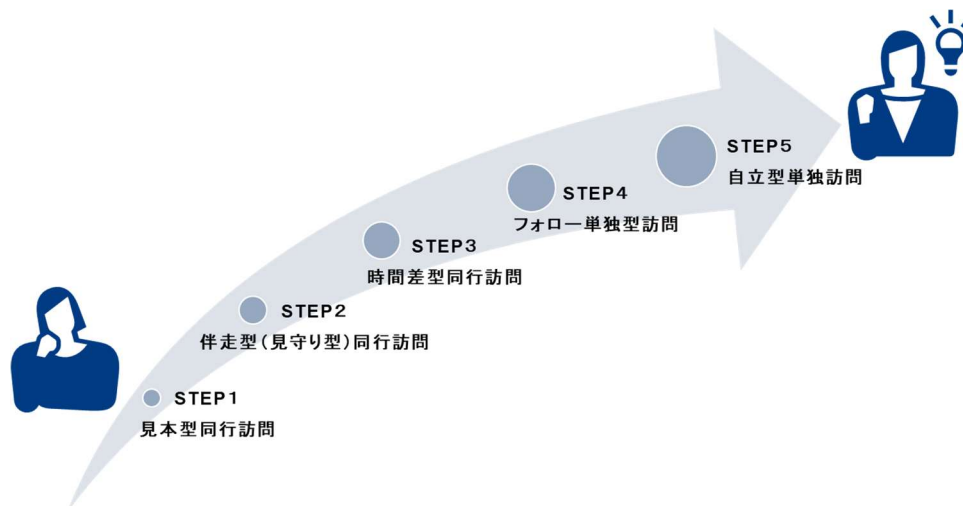 STEP1
見本型同行訪問
STEP2
伴走型(見守り型)同行訪問
STEP3
時間差型同行訪問
STEP4
フォロー単独型訪問
STEP5
自立型単独訪問